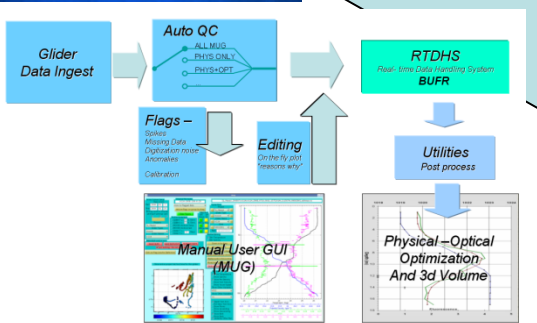 Glider
Data Ingest
Auto QC
ALL MUG
PHYS ONLY
PHYS+OPT
...
RTDHS
Real- time Data Handling System
BUFR
Flags –
Spikes
Missing Data
Digitization noise
Anomalies
Calibration
Editing
On the fly plot
"reasons why"
Utilities
Post process
Manual User GUI
(MUG)
Physical –Optical
Optimization
And 3d Volume